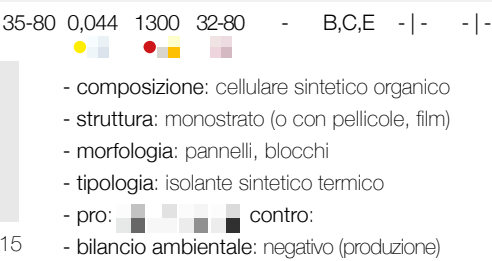 35-80 0,044 1300 32-80 - B,C,E -|- -|-
- composizione: cellulare sintetico organico
- struttura: monostrato (o con pellicole, film)
- morfologia: pannelli, blocchi
- tipologia: isolante sintetico termico
- pro: contro:
15
- bilancio ambientale: negativo (produzione)